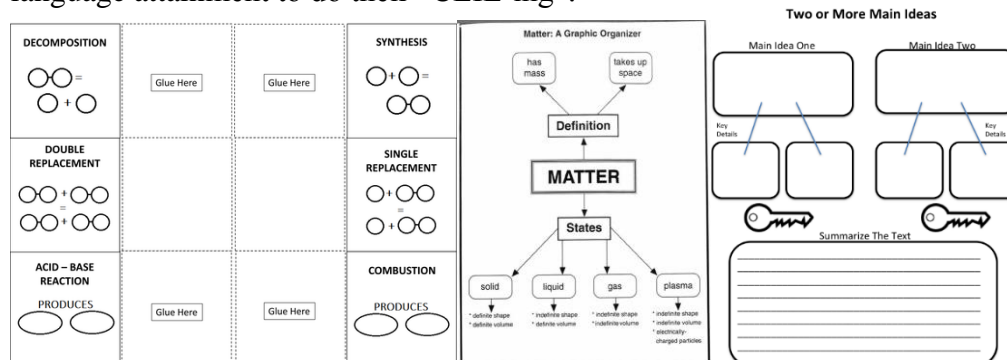 language attainment to do then "CLIL-ing".
DECOMPOSITION
=
+
Glue Here
Glue Here
SYNTHESIS
+ =
DOUBLE
REPLACEMENT
+
=
+
SINGLE
REPLACEMENT
+
=
+
ACID – BASE
REACTION
PRODUCES
Glue Here
Glue Here
COMBUSTION
PRODUCES
Matter: A Graphic Organizer
has
mass
takes up
space
Definition
MATTER
States
solid
liquid
gas
plasma
* definite shape
* definite volume
* indefinite shape
* definite volume
* indefinite shape
* indefinite volume
* indefinite shape
* indefinite volume
* electrically-
charged particles
Two or More Main Ideas
Main Idea One
Main Idea Two
Key
Details
Key
Details
Summarize The Text